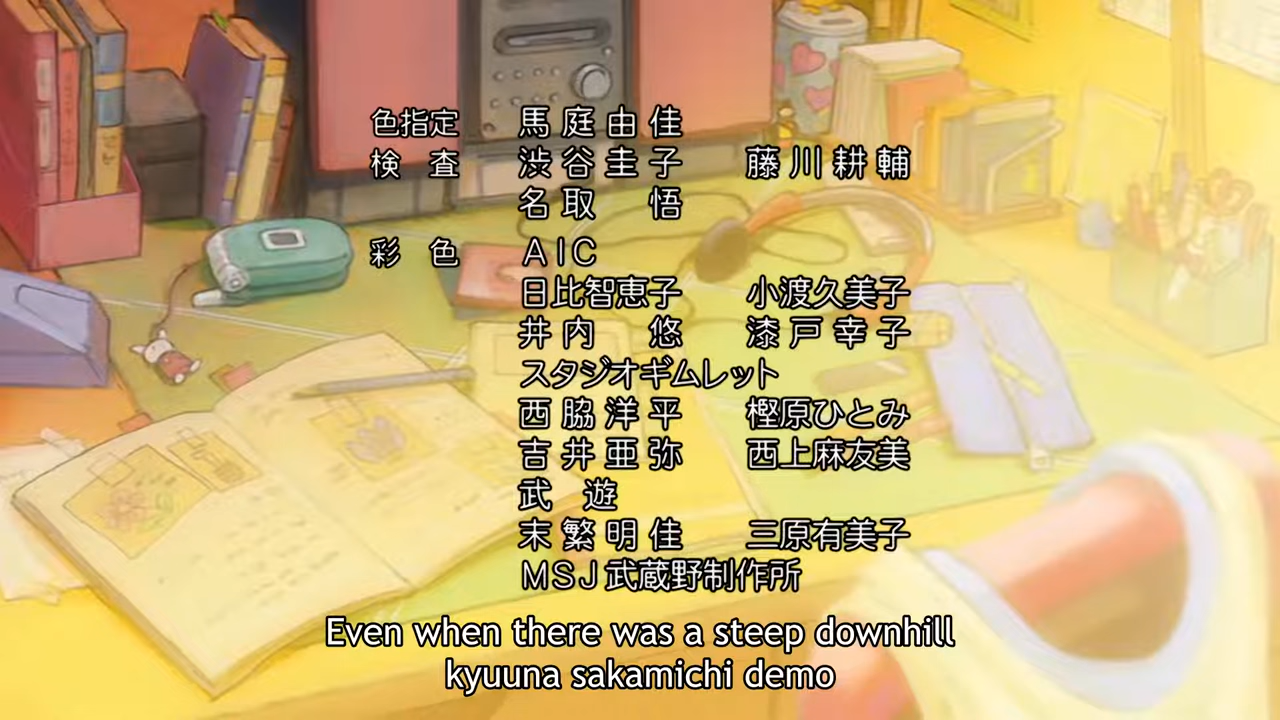 色指定 馬庭由佳
検査 渋谷圭子 藤川耕輔
名取悟
彩色 AIC
日比智恵子 小渡久美子
井内悠 漆戸幸子
スタジオギムレット
西脇洋平 樫原ひとみ
吉井亜弥 西上麻友美
武遊
末繁明佳 三原有美子
MSJ武蔵野制作所
Even when there was a steep downhill
kyuuna sakamichi demo